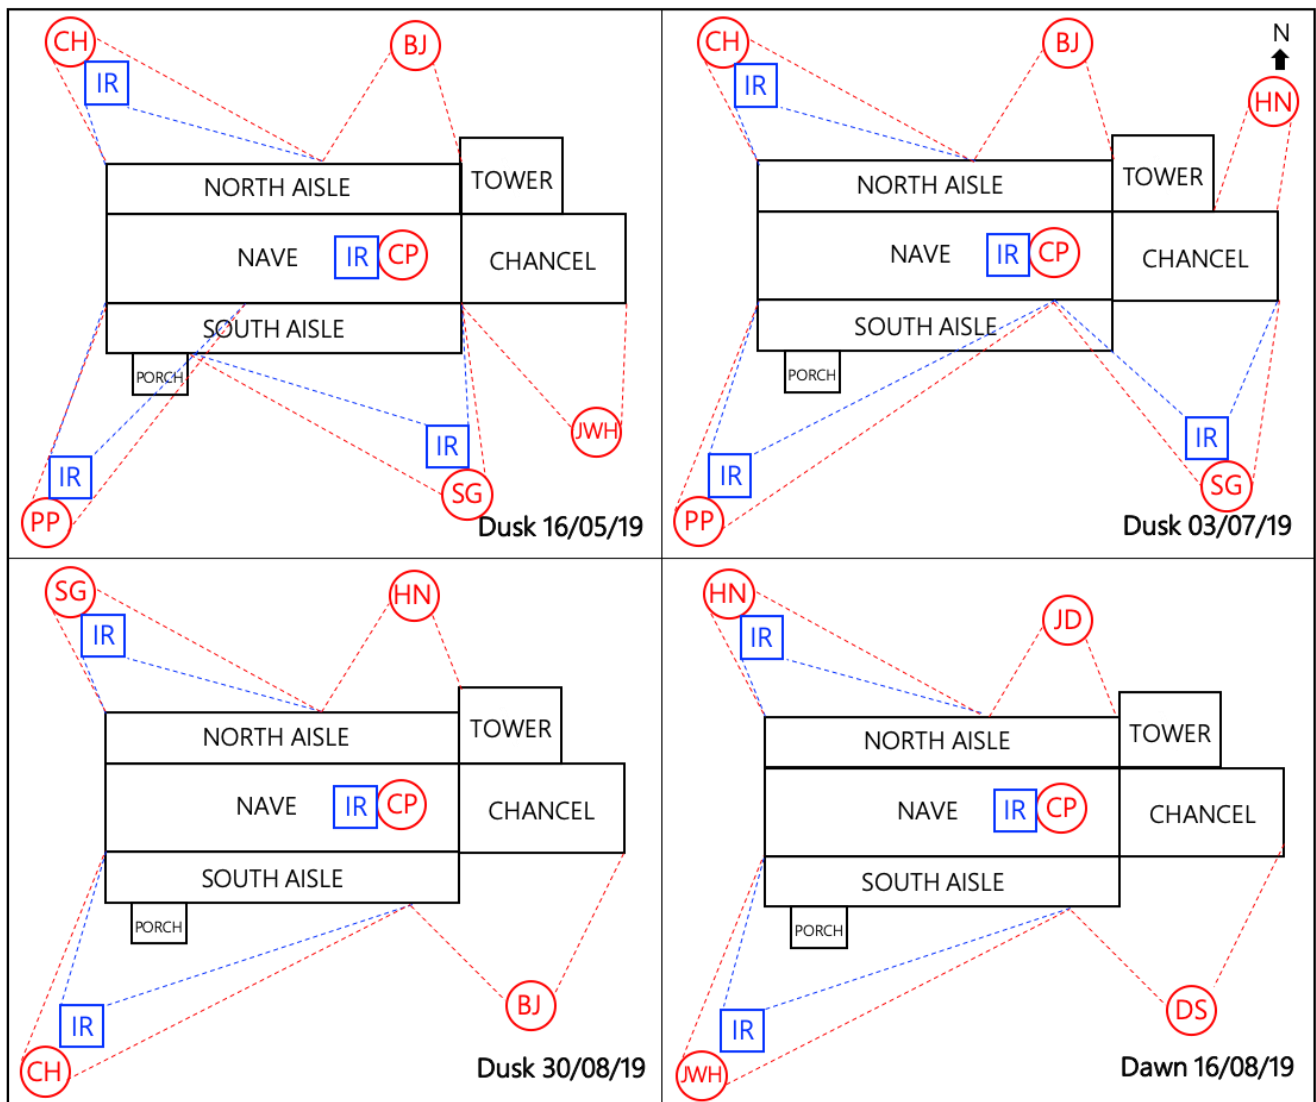 CH
BJ
IR
TOWER
NORTH AISLE
NAVE
IR
CP
CHANCEL
SOUTH AISLE
PORCH
JWH
IR
IR
SG
PP
Dusk 16/05/19
CH
BJ
N
IR
HN
TOWER
NORTH AISLE
NAVE
IR
CP
CHANCEL
SOUTH AISLE
PORCH
IR
IR
SG
PP
Dusk 03/07/19
SG
HN
IR
TOWER
NORTH AISLE
NAVE
IR
CP
CHANCEL
SOUTH AISLE
PORCH
BJ
IR
CH
Dusk 30/08/19
HN
JD
IR
TOWER
NORTH AISLE
NAVE
IR
CP
CHANCEL
SOUTH AISLE
PORCH
DS
IR
JWH
Dawn 16/08/19